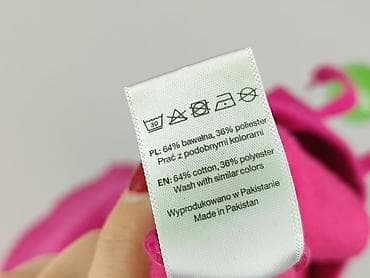 30
PL: 64% bawełna, 36% poliester
Prać z podobnymi kolorami
EN: 64% cotton, 36% polyester
Wash with similar colors
Wyprodukowano w Pakistanie
Made in Pakistan